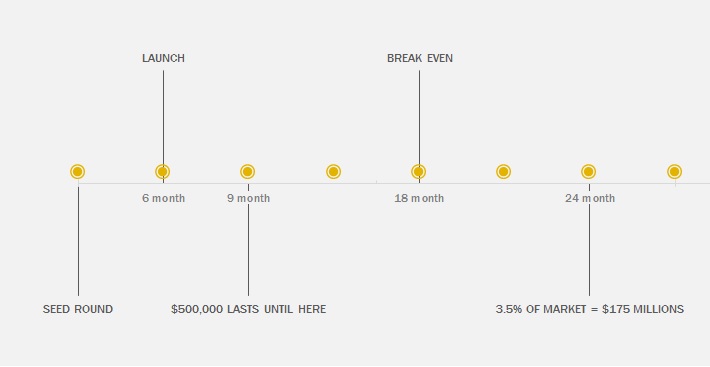 LAUNCH
BREAK EVEN
6 month
9 month
18 month
24 month
SEED ROUND
$500,000 LASTS UNTIL HERE
3.5% OF MARKET = $175 MILLIONS